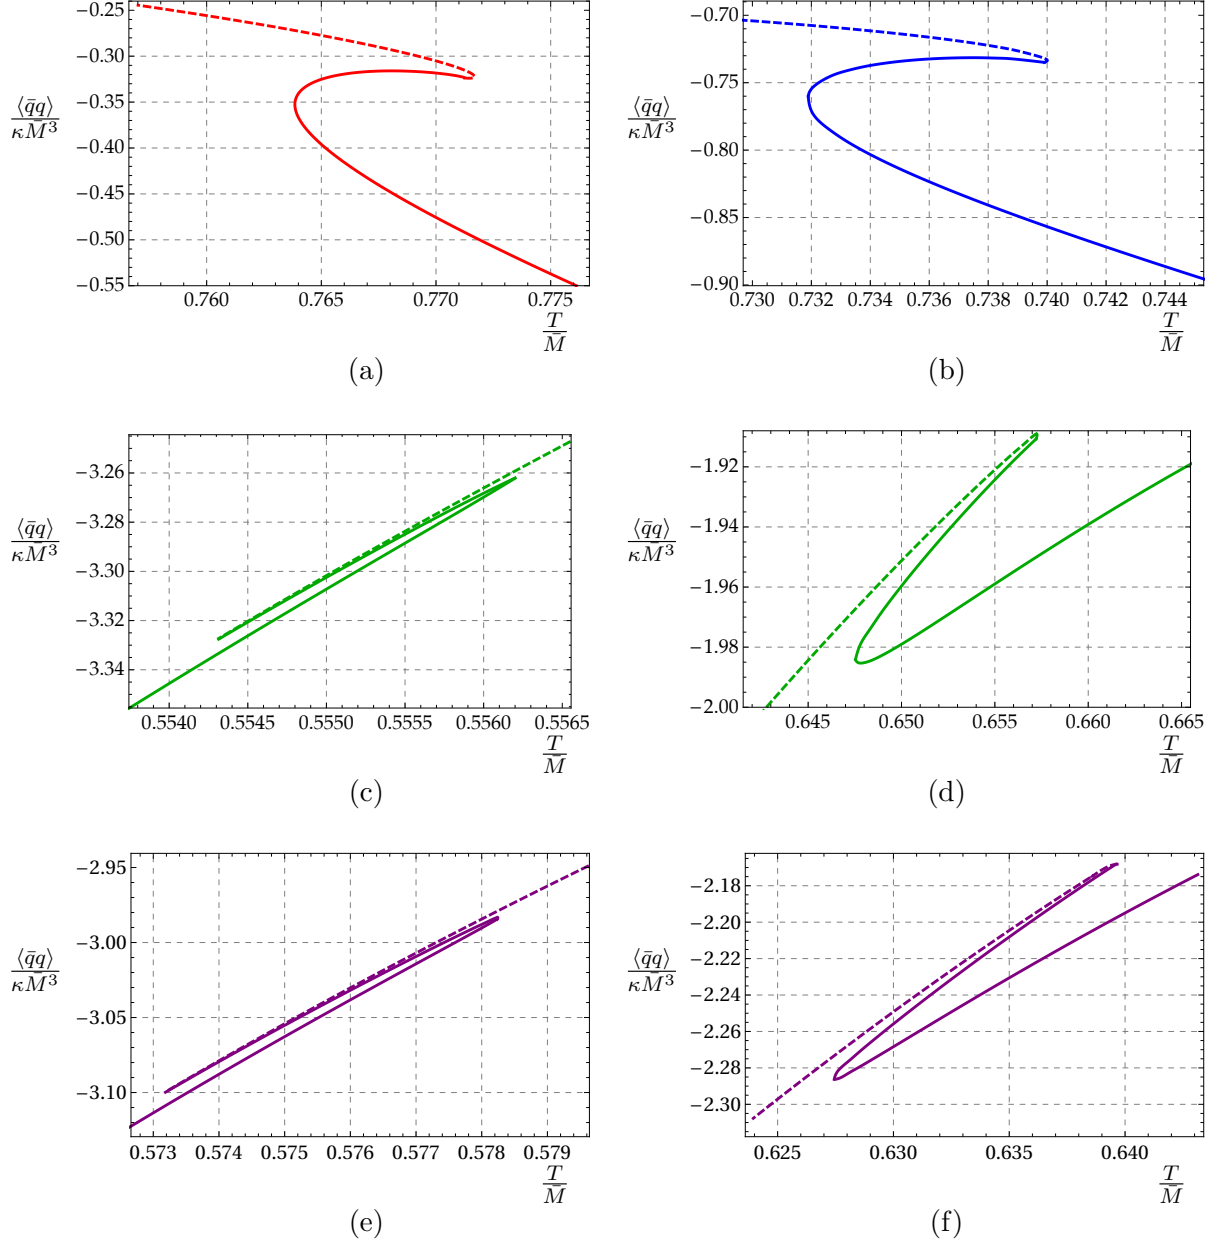 −0.25
−0.30
−0.35
−0.40
−0.45
−0.50
−0.55
⟨q̄q⟩
κM̄³
0.760 0.765 0.770 0.775
T
M̄
(a)
−0.70
−0.75
−0.80
−0.85
−0.90
⟨q̄q⟩
κM̄³
0.730 0.732 0.734 0.736 0.738 0.740 0.742 0.744
T
M̄
(b)
−3.26
−3.28
−3.30
−3.32
−3.34
⟨q̄q⟩
κM̄³
0.5540 0.5545 0.5550 0.5555 0.5560 0.5565
T
M̄
(c)
−1.92
−1.94
−1.96
−1.98
−2.00
⟨q̄q⟩
κM̄³
0.645 0.650 0.655 0.660 0.665
T
M̄
(d)
−2.95
−3.00
−3.05
−3.10
⟨q̄q⟩
κM̄³
0.573 0.574 0.575 0.576 0.577 0.578 0.579
T
M̄
(e)
−2.18
−2.20
−2.22
−2.24
−2.26
−2.28
−2.30
⟨q̄q⟩
κM̄³
0.625 0.630 0.635 0.640
T
M̄
(f)